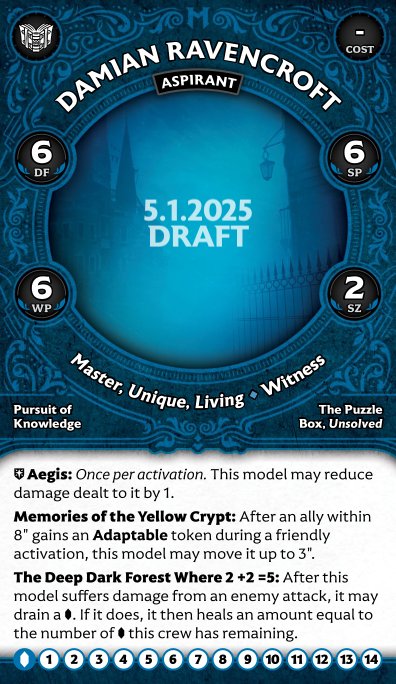 -
COST
DAMIAN RAVENCROFT
ASPIRANT
6
DF
6
SP
5.1.2025
DRAFT
6
WP
2
SZ
Master, Unique, Living ◆ Witness
Pursuit of
Knowledge
The Puzzle
Box, Unsolved
Aegis: Once per activation. This model may reduce
damage dealt to it by 1.
Memories of the Yellow Crypt: After an ally within
8" gains an Adaptable token during a friendly
activation, this model may move it up to 3".
The Deep Dark Forest Where 2 +2 =5: After this
model suffers damage from an enemy attack, it may
drain a . If it does, it then heals an amount equal to
the number of this crew has remaining.
1 2 3 4 5 6 7 8 9 10 11 12 13 14